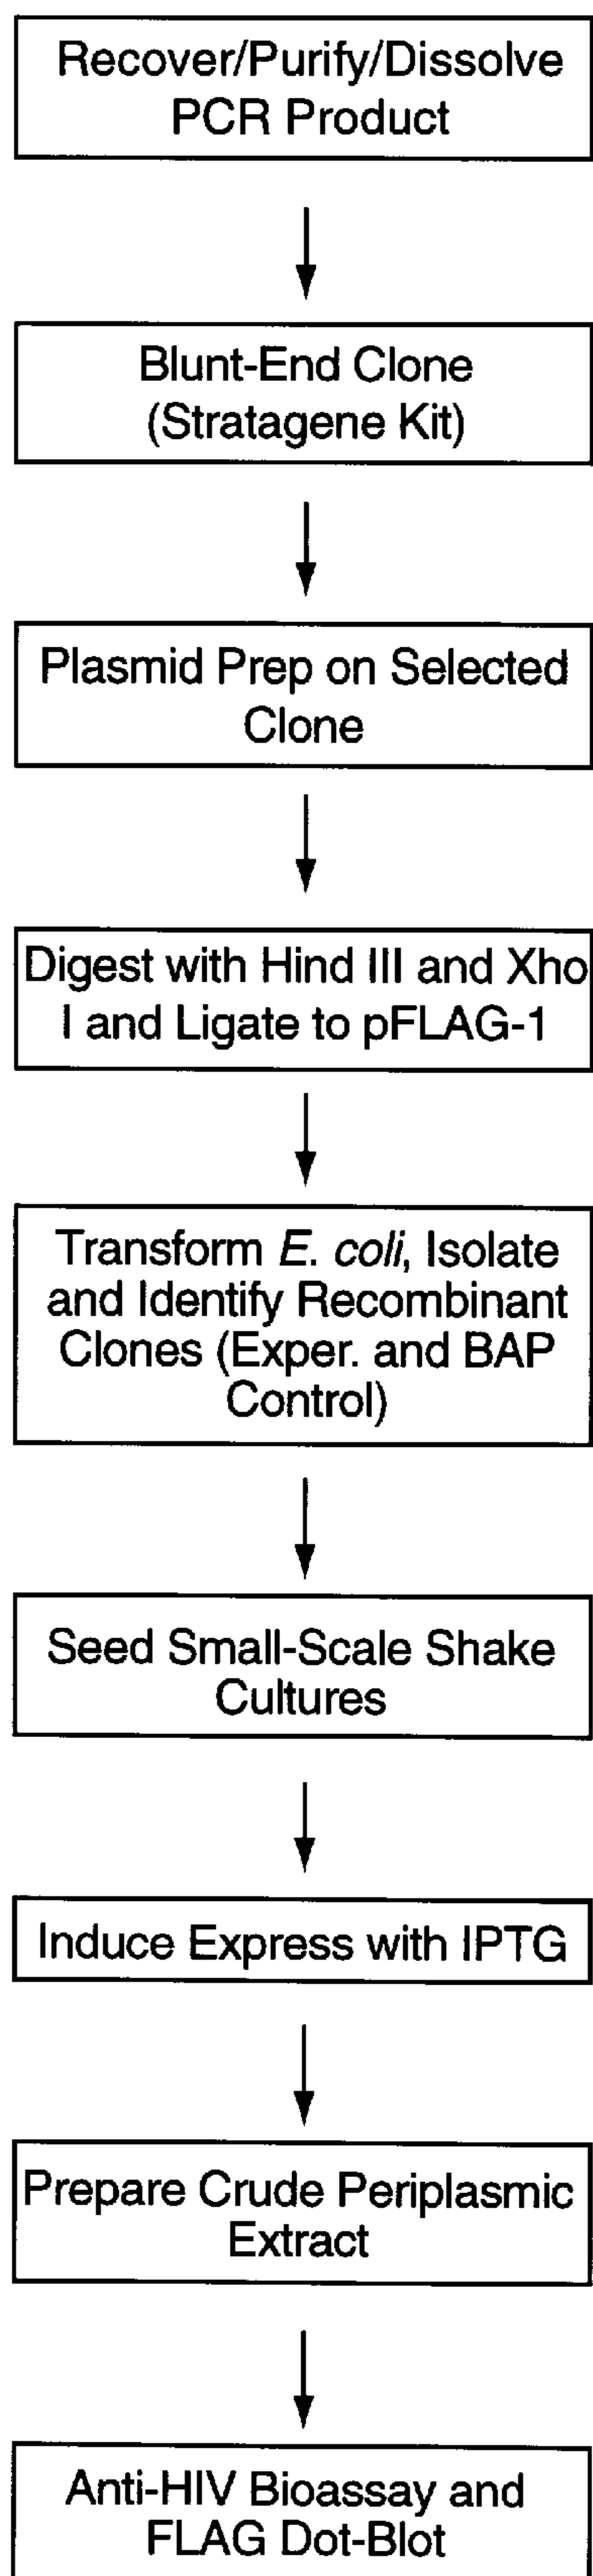 Recover/Purify/Dissolve
PCR Product
Blunt-End Clone
(Stratagene Kit)
Plasmid Prep on Selected
Clone
Digest with Hind III and Xho
I and Ligate to pFLAG-1
Transform E. coli, Isolate
and Identify Recombinant
Clones (Exper. and BAP
Control)
Seed Small-Scale Shake
Cultures
Induce Express with IPTG
Prepare Crude Periplasmic
Extract
Anti-HIV Bioassay and
FLAG Dot-Blot